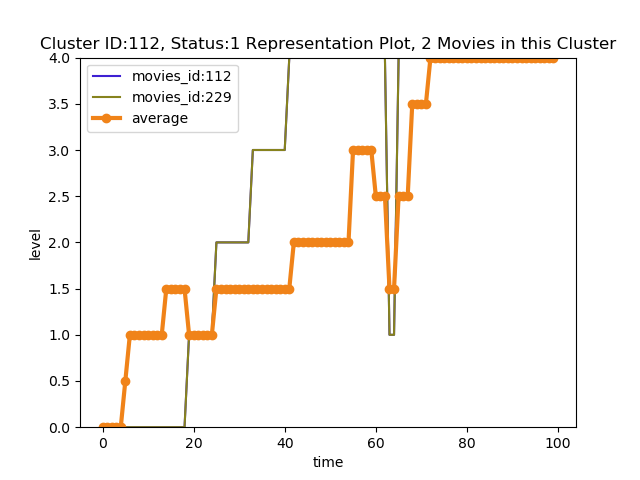 Cluster ID:112, Status:1 Representation Plot, 2 Movies in this Cluster
4.0
3.5
3.0
2.5
2.0
1.5
1.0
0.5
0.0
level
movies_id:112
movies_id:229
average
0
20
40
60
80
100
time